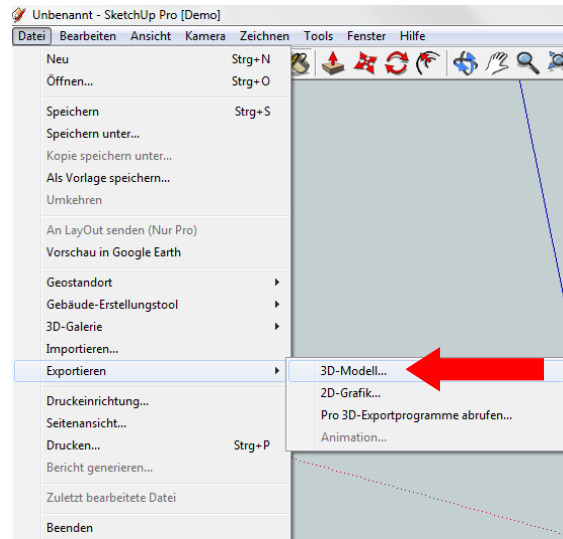 Unbenannt - SketchUp Pro [Demo]
Datei Bearbeiten Ansicht Kamera Zeichnen Tools Fenster Hilfe
Neu Strg+N
Öffnen... Strg+O
Speichern Strg+S
Speichern unter...
Kopie speichern unter...
Als Vorlage speichern...
Umkehren
An LayOut senden (Nur Pro)
Vorschau in Google Earth
Geostandort
Gebäude-Erstellungstool
3D-Galerie
Importieren...
Exportieren
3D-Modell...
2D-Grafik...
Pro 3D-Exportprogramme abrufen...
Animation...
Druckeinrichtung...
Seitenansicht...
Drucken... Strg+P
Bericht generieren...
Zuletzt bearbeitete Datei
Beenden